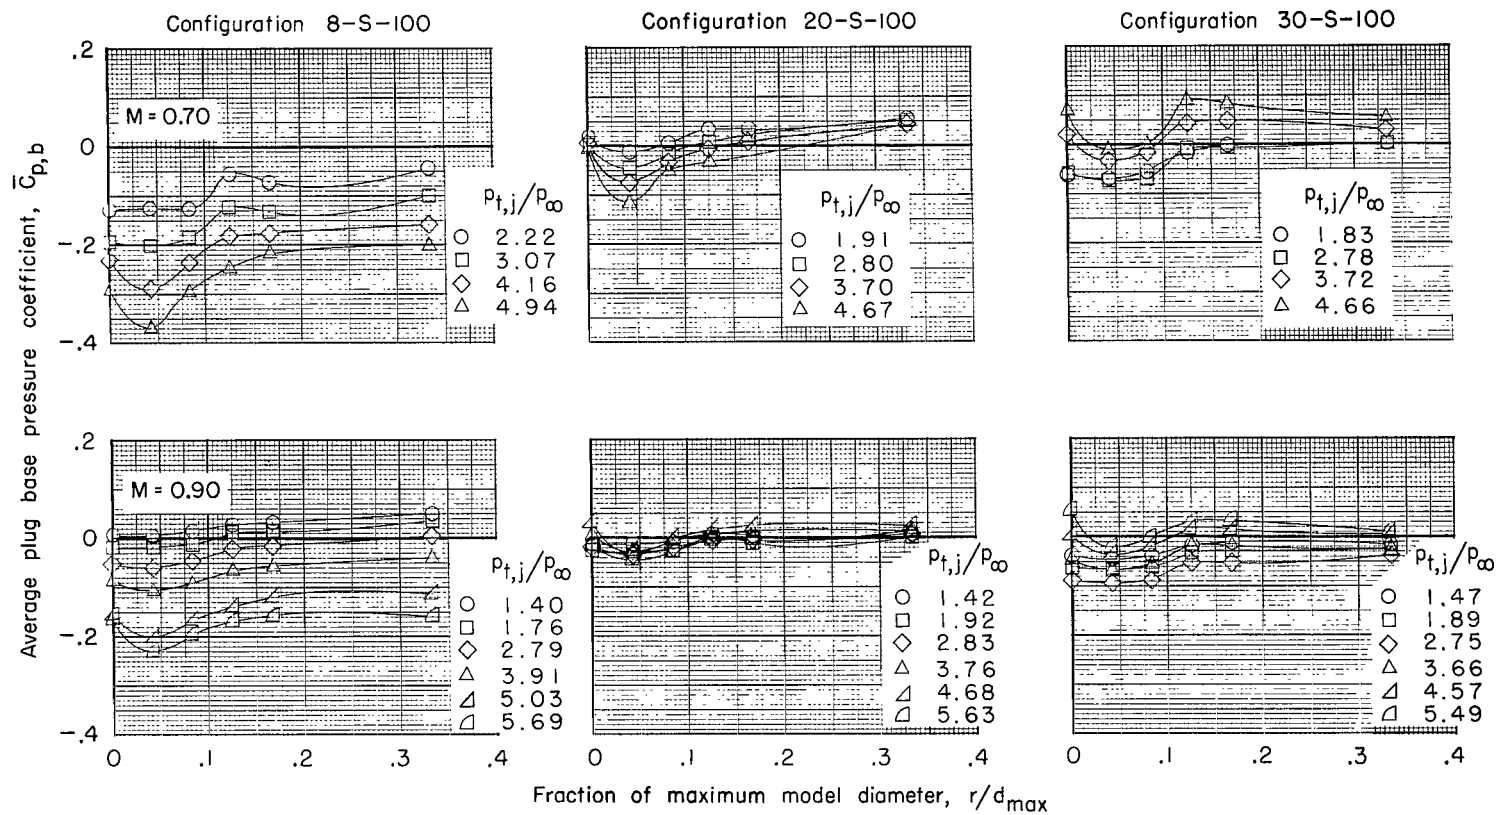 Configuration 8-S-100
Configuration 20-S-100
Configuration 30-S-100
Average plug base pressure coefficient, C̅p,b
.2
0
-.2
-.4
M = 0.70
pt,j/p∞
2.22
3.07
4.16
4.94
pt,j/p∞
1.91
2.80
3.70
4.67
pt,j/p∞
1.83
2.78
3.72
4.66
.2
0
-.2
-.4
M = 0.90
pt,j/p∞
1.40
1.76
2.79
3.91
5.03
5.69
pt,j/p∞
1.42
1.92
2.83
3.76
4.68
5.63
pt,j/p∞
1.47
1.89
2.75
3.66
4.57
5.49
0 .1 .2 .3 .4
0 .1 .2 .3 .4
0 .1 .2 .3 .4
Fraction of maximum model diameter, r/dmax